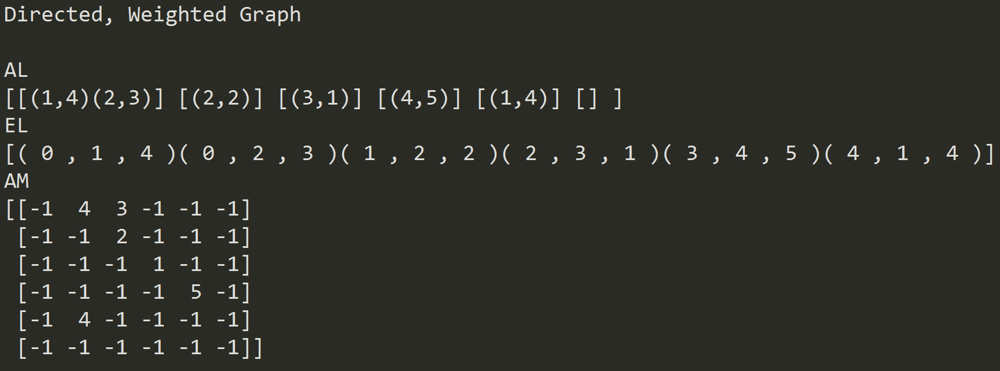 Directed, Weighted Graph
AL
[[(1,4)(2,3)] [(2,2)] [(3,1)] [(4,5)] [(1,4)] [] ]
EL
[( 0 , 1 , 4 )( 0 , 2 , 3 )( 1 , 2 , 2 )( 2 , 3 , 1 )( 3 , 4 , 5 )( 4 , 1 , 4 )]
AM
[[-1  4  3 -1 -1 -1]
 [-1 -1  2 -1 -1 -1]
 [-1 -1 -1  1 -1 -1]
 [-1 -1 -1 -1  5 -1]
 [-1  4 -1 -1 -1 -1]
 [-1 -1 -1 -1 -1 -1]]